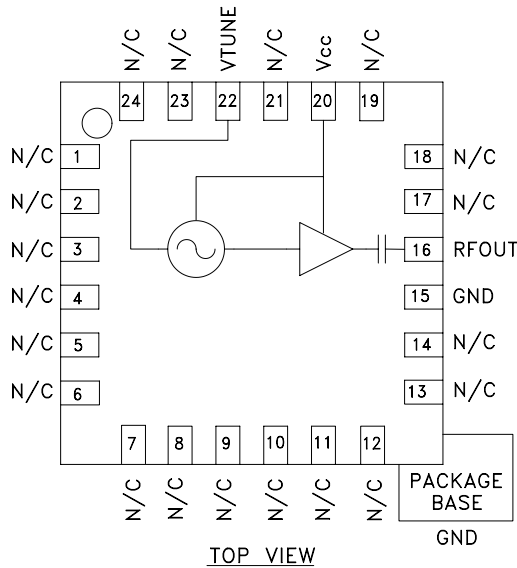 N/C
N/C
VTUNE
N/C
Vcc
N/C
24
23
22
21
20
19
N/C 1
18 N/C
N/C 2
17 N/C
N/C 3
16 RFOUT
N/C 4
15 GND
N/C 5
14 N/C
N/C 6
13 N/C
7
8
9
10
11
12
N/C
N/C
N/C
N/C
N/C
N/C
PACKAGE
BASE
GND
TOP VIEW